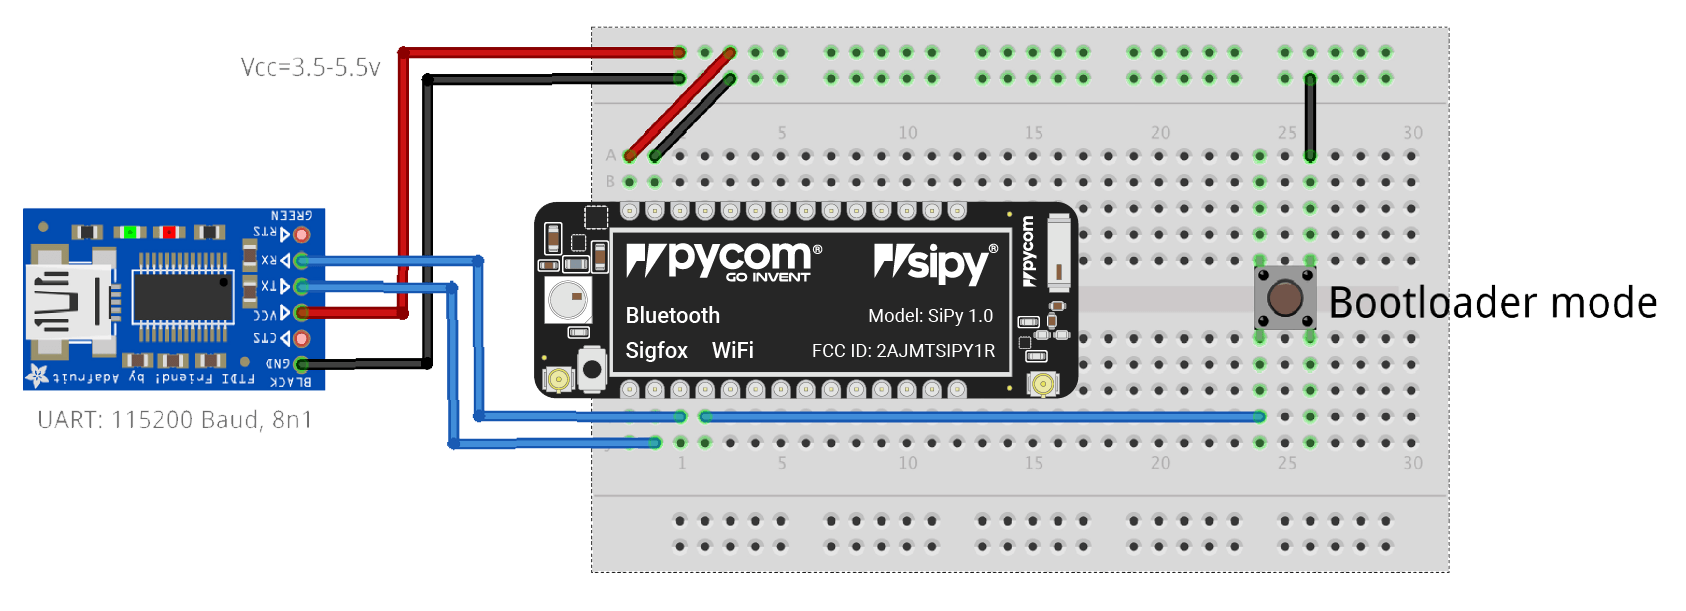 Vcc=3.5-5.5v
GREEN
RTS
RX
TX
VCC
CTS
GND
BLACK
FTDI Friend! by Adafruit
UART: 115200 Baud, 8n1
5 10 15 20 25 30
A
B
pycom®
GO INVENT
sipy®
pycom
Bluetooth
Model: SiPy 1.0
Sigfox WiFi
FCC ID: 2AJMTSIPY1R
Bootloader mode
1 5 10 15 20 25 30